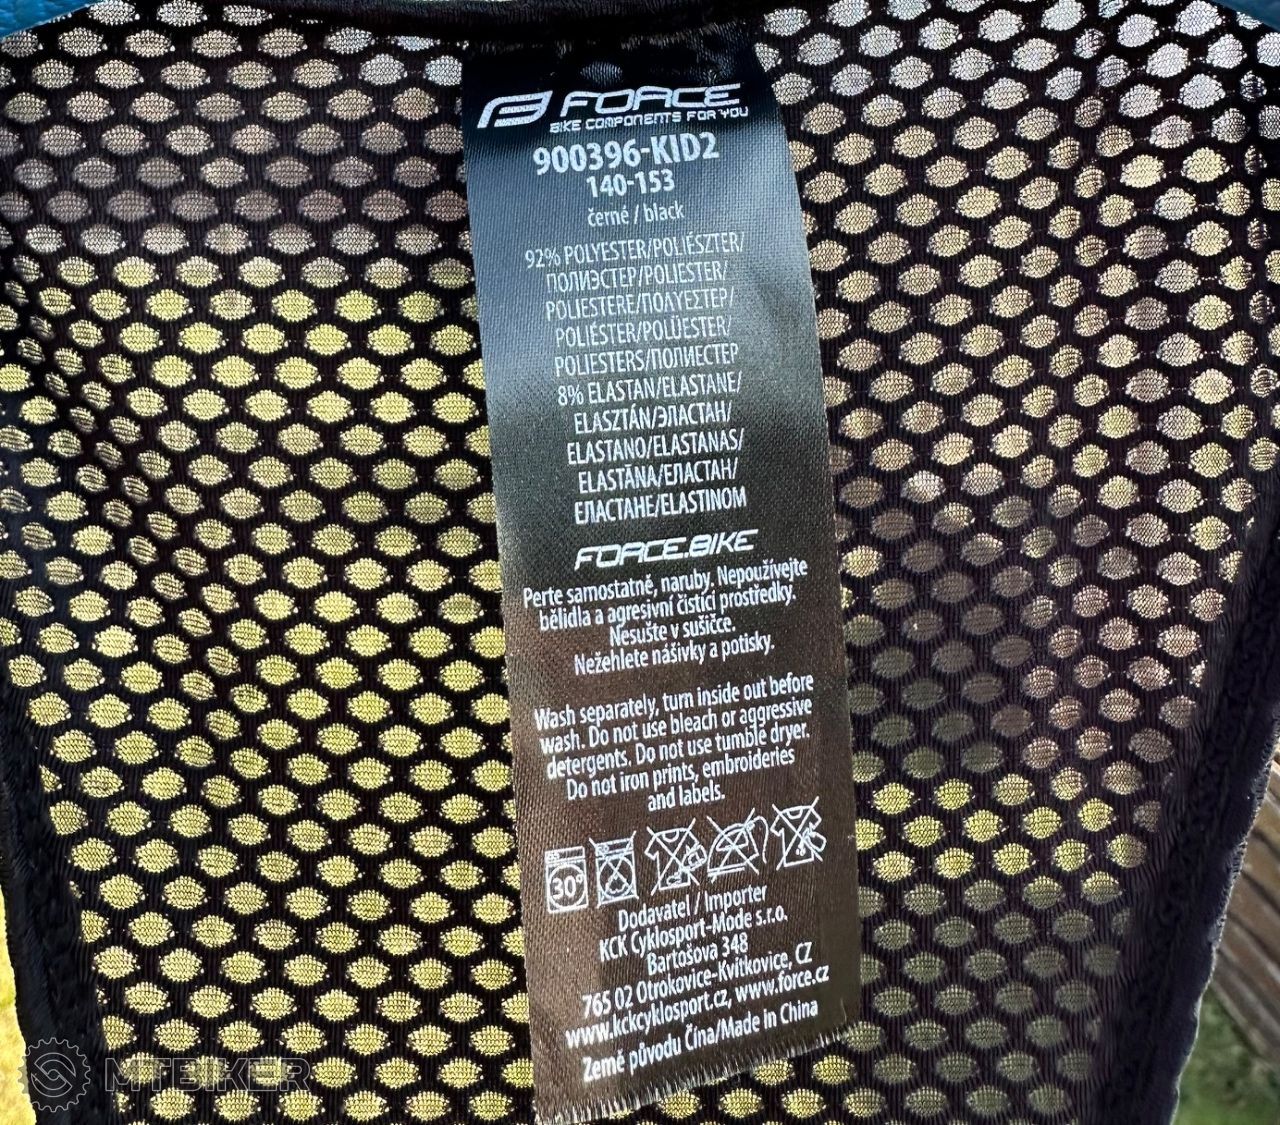 FORCE
BIKE COMPONENTS FOR YOU
900396-KID2
140-153
černé / black
92% POLYESTER/POLIÉSZTER/
ПОЛИЭСТЕР/POLIESTER/
POLIESTERE/ΠΟΛΥΕΣΤΕΡ/
POLIÉSTER/POLÜESTER/
POLIESTERS/ПОЛИЕСТЕР
8% ELASTAN/ELASTANE/
ELASZTÁN/ЭЛАСТАН/
ELASTANO/ELASTANAS/
ELASTĀNA/ЕЛАСТАН/
ΕΛΑΣΤΑΝΕ/ELASTINOM
FORCE.BIKE
Perte samostatně, naruby. Nepoužívejte
bělidla a agresivní čistící prostředky.
Nesušte v sušičce.
Nežehlete nášivky a potisky.
Wash separately, turn inside out before
wash. Do not use bleach or aggressive
detergents. Do not use tumble dryer.
Do not iron prints, embroideries
and labels.
30°
Dodavatel / Importer
KCK Cyklosport-Mode s.r.o.
Bartošova 348
765 02 Otrokovice-Kvítkovice, CZ
www.kckcyklosport.cz, www.force.cz
Země původu Čína/Made in China
MTBIKER